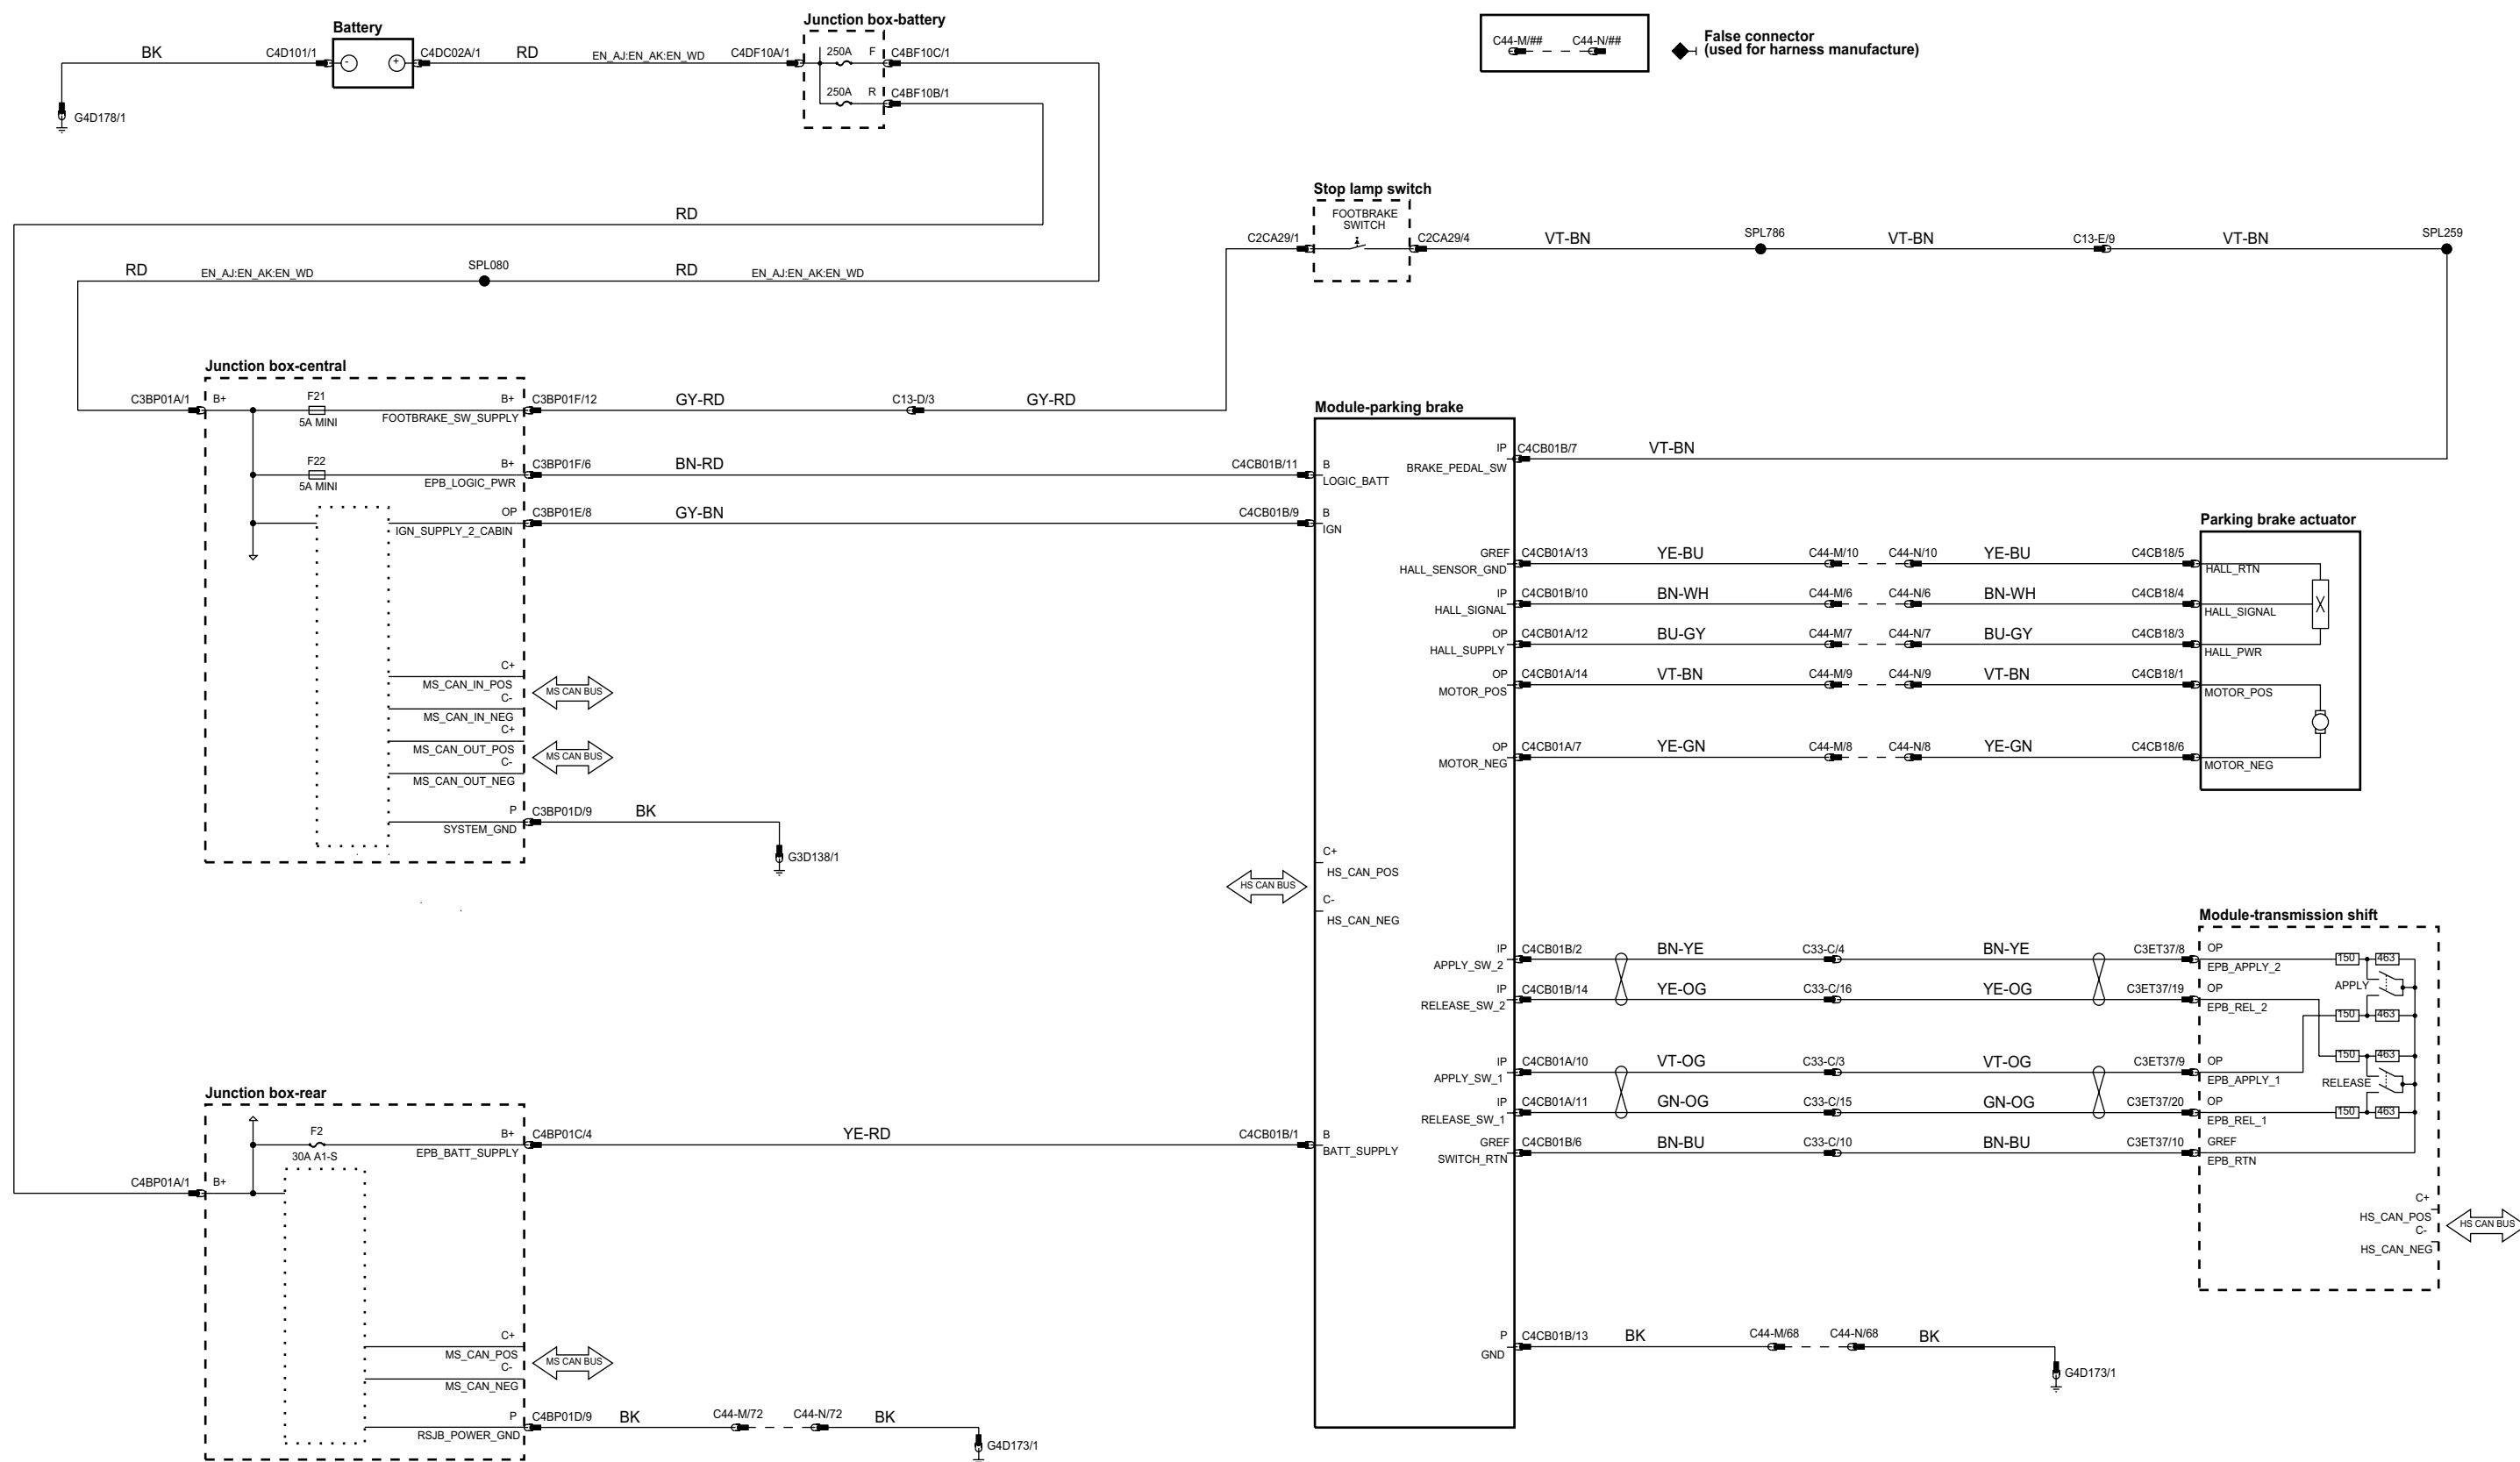 Battery
Junction box-battery
BK
C4D101/1
-
+
C4DC02A/1
RD
EN_AJ:EN_AK:EN_WD
C4DF10A/1
250A
F
C4BF10C/1
250A
R
C4BF10B/1
G4D178/1
C44-M/##
C44-N/##
False connector
(used for harness manufacture)
RD
RD
EN_AJ:EN_AK:EN_WD
SPL080
RD
EN_AJ:EN_AK:EN_WD
Stop lamp switch
FOOTBRAKE
SWITCH
C2CA29/1
C2CA29/4
VT-BN
SPL786
VT-BN
C13-E/9
VT-BN
SPL259
Junction box-central
C3BP01A/1
B+
F21
5A MINI
B+
FOOTBRAKE_SW_SUPPLY
C3BP01F/12
GY-RD
C13-D/3
GY-RD
F22
5A MINI
B+
EPB_LOGIC_PWR
C3BP01F/6
BN-RD
C4CB01B/11
OP
IGN_SUPPLY_2_CABIN
C3BP01E/8
GY-BN
C4CB01B/9
C+
MS_CAN_IN_POS
C-
MS_CAN_IN_NEG
MS CAN BUS
C+
MS_CAN_OUT_POS
C-
MS_CAN_OUT_NEG
MS CAN BUS
P
SYSTEM_GND
C3BP01D/9
BK
G3D138/1
Module-parking brake
B
LOGIC_BATT
B
IGN
IP
BRAKE_PEDAL_SW
C4CB01B/7
VT-BN
GREF
HALL_SENSOR_GND
C4CB01A/13
YE-BU
C44-M/10
C44-N/10
YE-BU
C4CB18/5
IP
HALL_SIGNAL
C4CB01B/10
BN-WH
C44-M/6
C44-N/6
BN-WH
C4CB18/4
OP
HALL_SUPPLY
C4CB01A/12
BU-GY
C44-M/7
C44-N/7
BU-GY
C4CB18/3
OP
MOTOR_POS
C4CB01A/14
VT-BN
C44-M/9
C44-N/9
VT-BN
C4CB18/1
OP
MOTOR_NEG
C4CB01A/7
YE-GN
C44-M/8
C44-N/8
YE-GN
C4CB18/6
Parking brake actuator
HALL_RTN
HALL_SIGNAL
HALL_PWR
MOTOR_POS
MOTOR_NEG
HS CAN BUS
C+
HS_CAN_POS
C-
HS_CAN_NEG
IP
APPLY_SW_2
C4CB01B/2
BN-YE
C33-C/4
BN-YE
C3ET37/8
IP
RELEASE_SW_2
C4CB01B/14
YE-OG
C33-C/16
YE-OG
C3ET37/19
IP
APPLY_SW_1
C4CB01A/10
VT-OG
C33-C/3
VT-OG
C3ET37/9
IP
RELEASE_SW_1
C4CB01A/11
GN-OG
C33-C/15
GN-OG
C3ET37/20
GREF
SWITCH_RTN
C4CB01B/6
BN-BU
C33-C/10
BN-BU
C3ET37/10
Module-transmission shift
OP
EPB_APPLY_2
150
463
APPLY
OP
EPB_REL_2
150
463
150
463
OP
EPB_APPLY_1
RELEASE
OP
EPB_REL_1
150
463
GREF
EPB_RTN
C+
HS_CAN_POS
C-
HS_CAN_NEG
HS CAN BUS
Junction box-rear
C4BP01A/1
B+
F2
30A A1-S
B+
EPB_BATT_SUPPLY
C4BP01C/4
YE-RD
C4CB01B/1
B
BATT_SUPPLY
C+
MS_CAN_POS
C-
MS_CAN_NEG
MS CAN BUS
P
RSJB_POWER_GND
C4BP01D/9
BK
C44-M/72
C44-N/72
BK
G4D173/1
P
GND
C4CB01B/13
BK
C44-M/68
C44-N/68
BK
G4D173/1